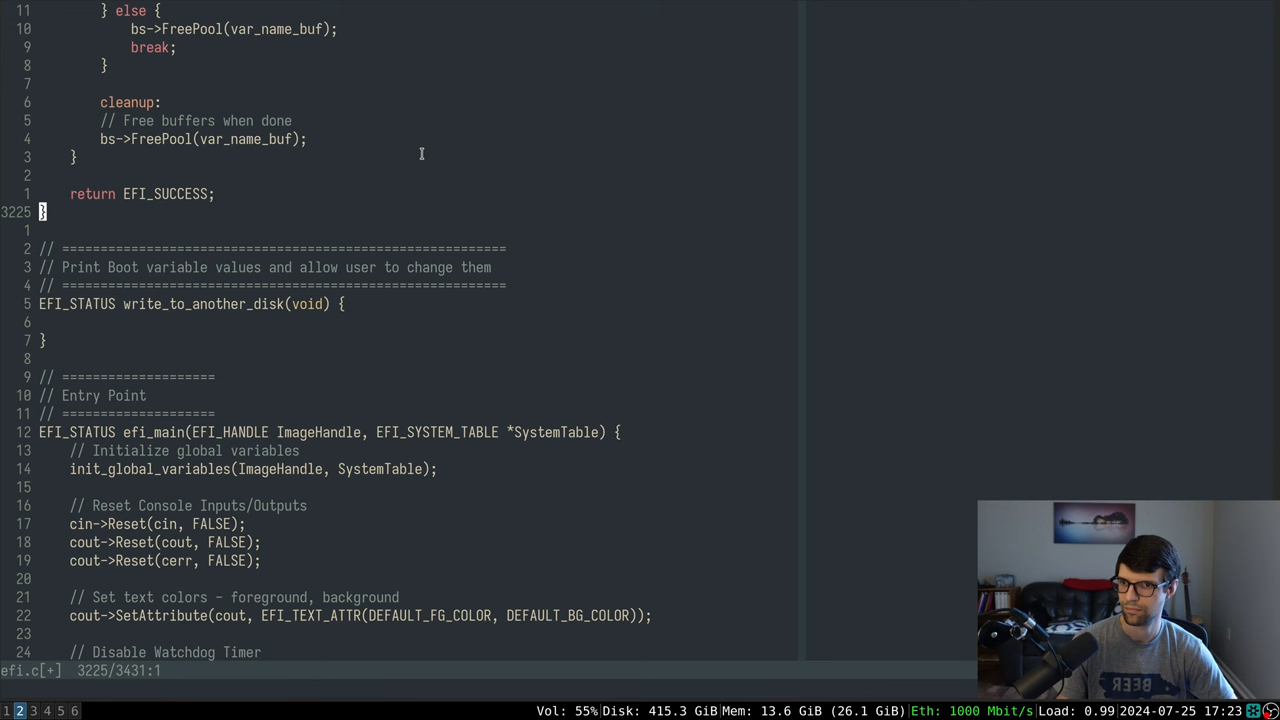 11         } else {
10             bs->FreePool(var_name_buf);
9             break;
8         }
7
6         cleanup:
5         // Free buffers when done
4         bs->FreePool(var_name_buf);
3     }
2
1     return EFI_SUCCESS;
3225 }
1
2 // ==========================================================
3 // Print Boot variable values and allow user to change them
4 // ==========================================================
5 EFI_STATUS write_to_another_disk(void) {
6
7 }
8
9 // ====================
10 // Entry Point
11 // ====================
12 EFI_STATUS efi_main(EFI_HANDLE ImageHandle, EFI_SYSTEM_TABLE *SystemTable) {
13     // Initialize global variables
14     init_global_variables(ImageHandle, SystemTable);
15
16     // Reset Console Inputs/Outputs
17     cin->Reset(cin, FALSE);
18     cout->Reset(cout, FALSE);
19     cout->Reset(cerr, FALSE);
20
21     // Set text colors - foreground, background
22     cout->SetAttribute(cout, EFI_TEXT_ATTR(DEFAULT_FG_COLOR, DEFAULT_BG_COLOR));
23
24     // Disable Watchdog Timer
efi.c[+]  3225/3431:1
BEER
1 2 3 4 5 6 Vol: 55% Disk: 415.3 GiB Mem: 13.6 GiB (26.1 GiB) Eth: 1000 Mbit/s Load: 0.99 2024-07-25 17:23